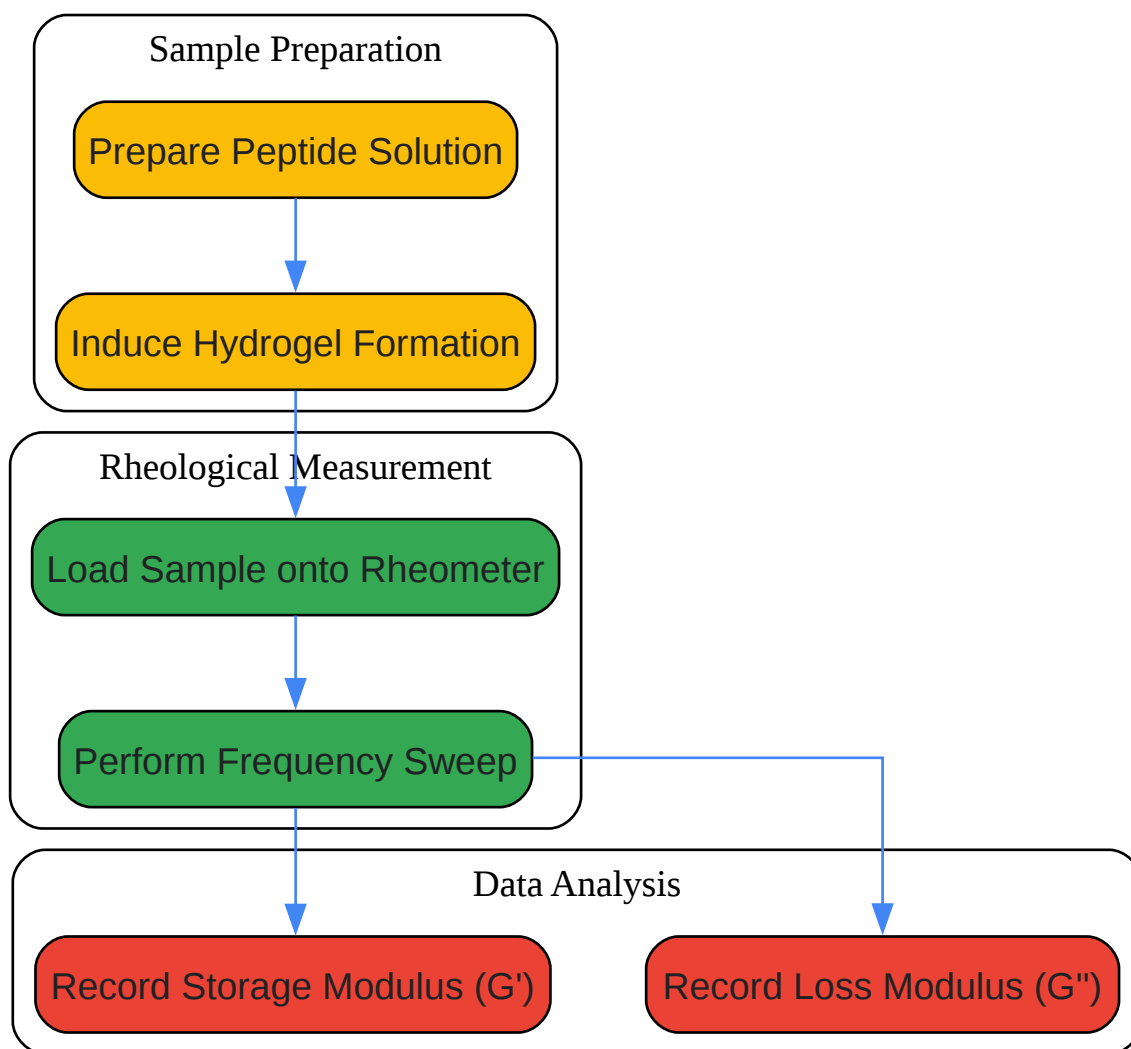 Sample Preparation
Prepare Peptide Solution
Induce Hydrogel Formation
Rheological Measurement
Load Sample onto Rheometer
Perform Frequency Sweep
Data Analysis
Record Storage Modulus (G')
Record Loss Modulus (G'')